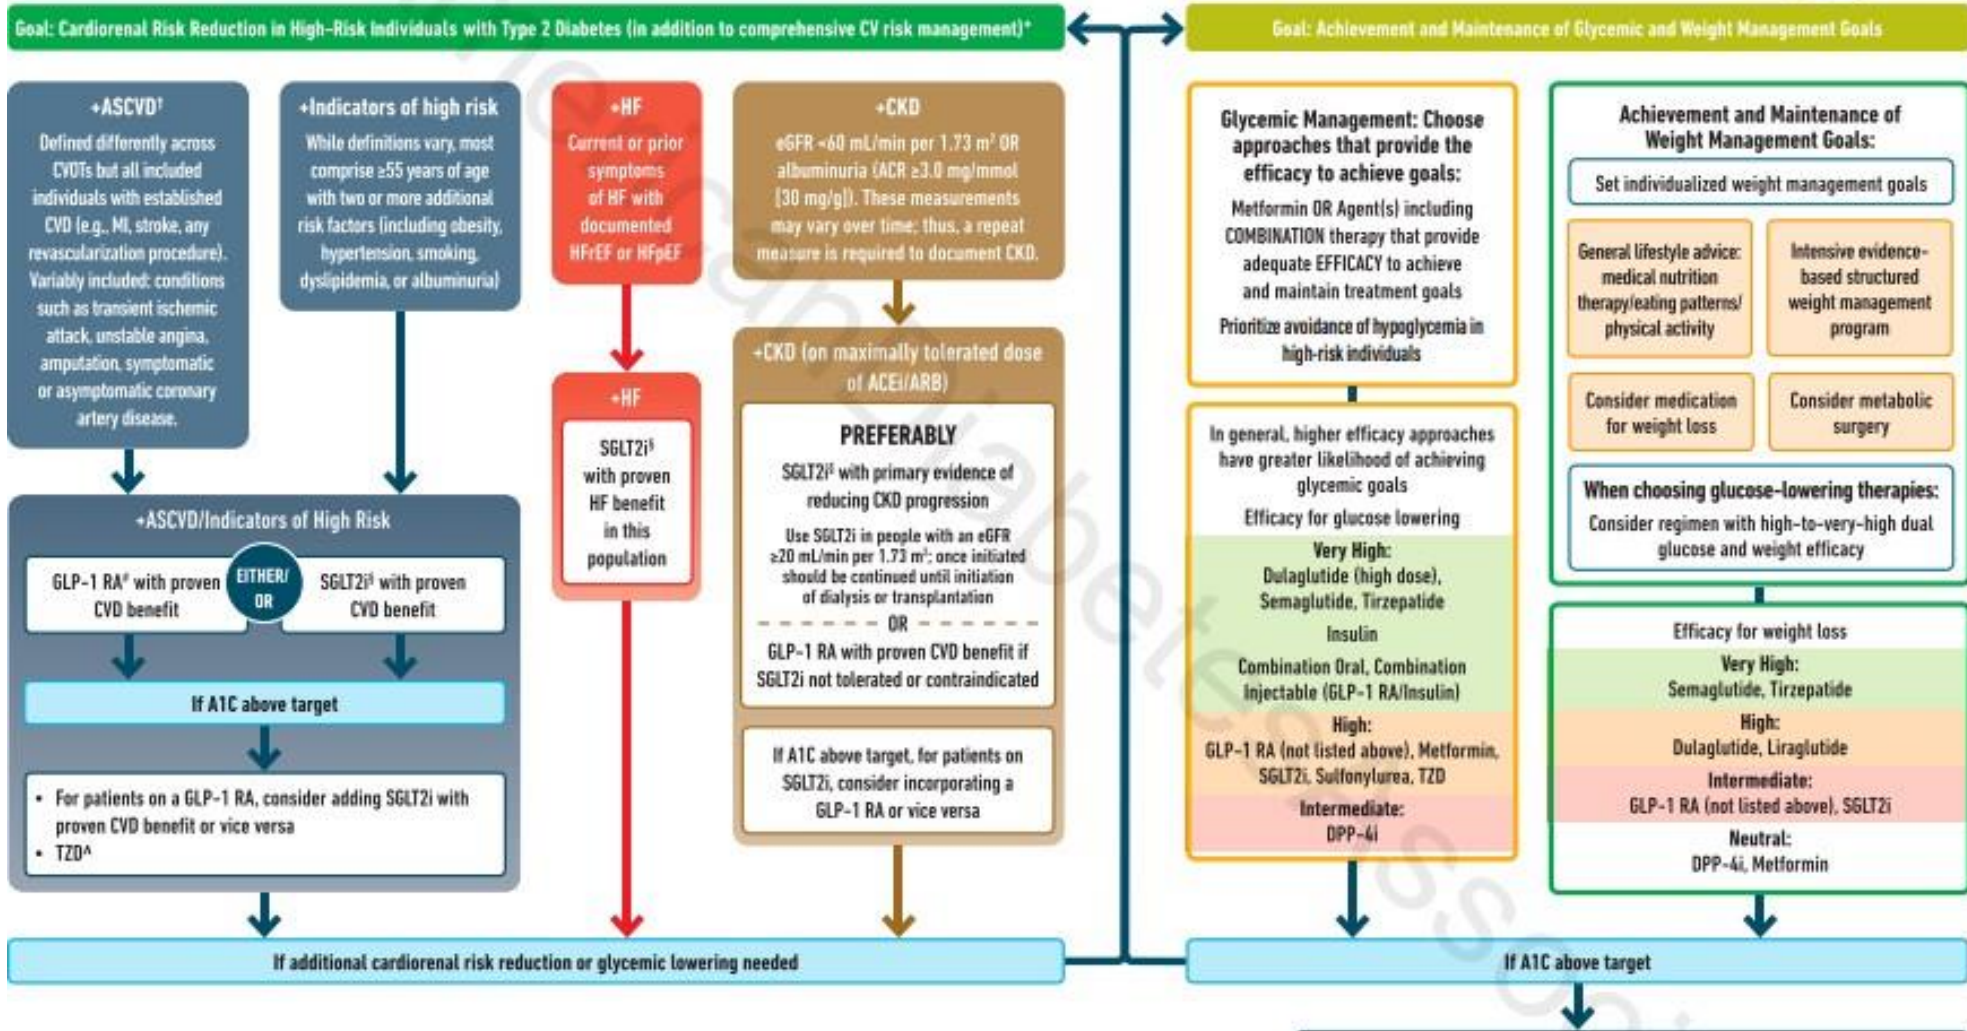 Goal: Cardiorenal Risk Reduction in High-Risk Individuals with Type 2 Diabetes (in addition to comprehensive CV risk management)*
Goal: Achievement and Maintenance of Glycemic and Weight Management Goals
+ASCVD†
Defined differently across
CVOTs but all included
individuals with established
CVD (e.g., MI, stroke, any
revascularization procedure).
Variably included: conditions
such as transient ischemic
attack, unstable angina,
amputation, symptomatic
or asymptomatic coronary
artery disease.
+Indicators of high risk
While definitions vary, most
comprise ≥55 years of age
with two or more additional
risk factors (including obesity,
hypertension, smoking,
dyslipidemia, or albuminuria)
+ASCVD/Indicators of High Risk
GLP-1 RA# with proven
CVD benefit
EITHER/
OR
SGLT2i§ with proven
CVD benefit
If A1C above target
• For patients on a GLP-1 RA, consider adding SGLT2i with
proven CVD benefit or vice versa
• TZD^
+HF
Current or prior
symptoms
of HF with
documented
HFrEF or HFpEF
+HF
SGLT2i§
with proven
HF benefit
in this
population
+CKD
eGFR <60 mL/min per 1.73 m² OR
albuminuria (ACR ≥3.0 mg/mmol
[30 mg/g]). These measurements
may vary over time; thus, a repeat
measure is required to document CKD.
+CKD (on maximally tolerated dose
of ACEi/ARB)
PREFERABLY
SGLT2i§ with primary evidence of
reducing CKD progression
Use SGLT2i in people with an eGFR
≥20 mL/min per 1.73 m²; once initiated
should be continued until initiation
of dialysis or transplantation
OR
GLP-1 RA with proven CVD benefit if
SGLT2i not tolerated or contraindicated
If A1C above target, for patients on
SGLT2i, consider incorporating a
GLP-1 RA or vice versa
If additional cardiorenal risk reduction or glycemic lowering needed
Glycemic Management: Choose
approaches that provide the
efficacy to achieve goals:
Metformin OR Agent(s) including
COMBINATION therapy that provide
adequate EFFICACY to achieve
and maintain treatment goals
Prioritize avoidance of hypoglycemia in
high-risk individuals
In general, higher efficacy approaches
have greater likelihood of achieving
glycemic goals
Efficacy for glucose lowering
Very High:
Dulaglutide (high dose),
Semaglutide, Tirzepatide
Insulin
Combination Oral, Combination
Injectable (GLP-1 RA/Insulin)
High:
GLP-1 RA (not listed above), Metformin,
SGLT2i, Sulfonylurea, TZD
Intermediate:
DPP-4i
Achievement and Maintenance of
Weight Management Goals:
Set individualized weight management goals
General lifestyle advice:
medical nutrition
therapy/eating patterns/
physical activity
Intensive evidence-
based structured
weight management
program
Consider medication
for weight loss
Consider metabolic
surgery
When choosing glucose-lowering therapies:
Consider regimen with high-to-very-high dual
glucose and weight efficacy
Efficacy for weight loss
Very High:
Semaglutide, Tirzepatide
High:
Dulaglutide, Liraglutide
Intermediate:
GLP-1 RA (not listed above), SGLT2i
Neutral:
DPP-4i, Metformin
If A1C above target